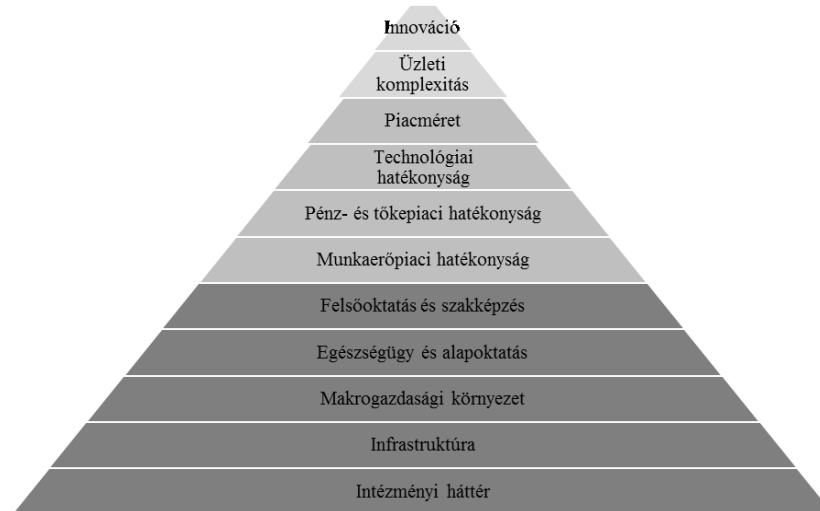 Innováció
Üzleti
komplexitás
Piacméret
Technológiai
hatékonyság
Pénz- és tőkepiaci hatékonyság
Munkaerőpiaci hatékonyság
Felsőoktatás és szakképzés
Egészségügy és alapoktatás
Makrogazdasági környezet
Infrastruktúra
Intézményi háttér